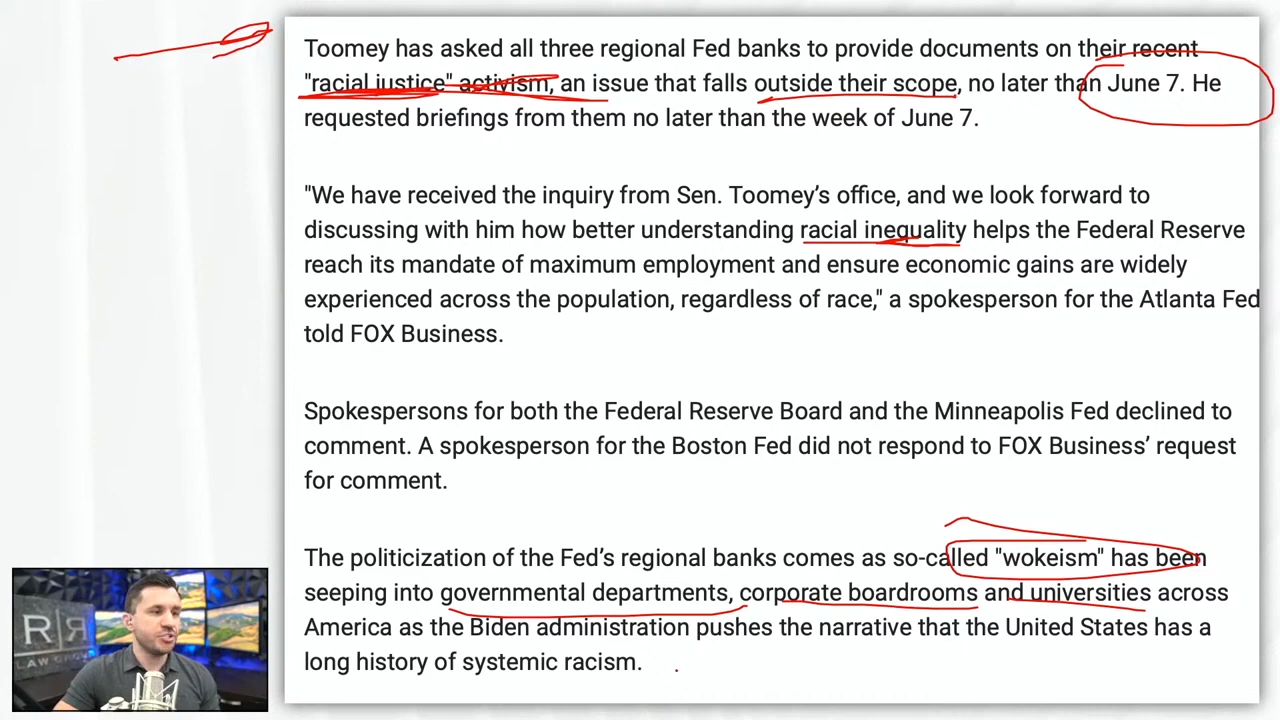 Toomey has asked all three regional Fed banks to provide documents on their recent
"racial justice" activism, an issue that falls outside their scope, no later than June 7. He
requested briefings from them no later than the week of June 7.
"We have received the inquiry from Sen. Toomey’s office, and we look forward to
discussing with him how better understanding racial inequality helps the Federal Reserve
reach its mandate of maximum employment and ensure economic gains are widely
experienced across the population, regardless of race," a spokesperson for the Atlanta Fed
told FOX Business.
Spokespersons for both the Federal Reserve Board and the Minneapolis Fed declined to
comment. A spokesperson for the Boston Fed did not respond to FOX Business’ request
for comment.
The politicization of the Fed’s regional banks comes as so-called "wokeism" has been
seeping into governmental departments, corporate boardrooms and universities across
America as the Biden administration pushes the narrative that the United States has a
long history of systemic racism.
R R
LAW GRO